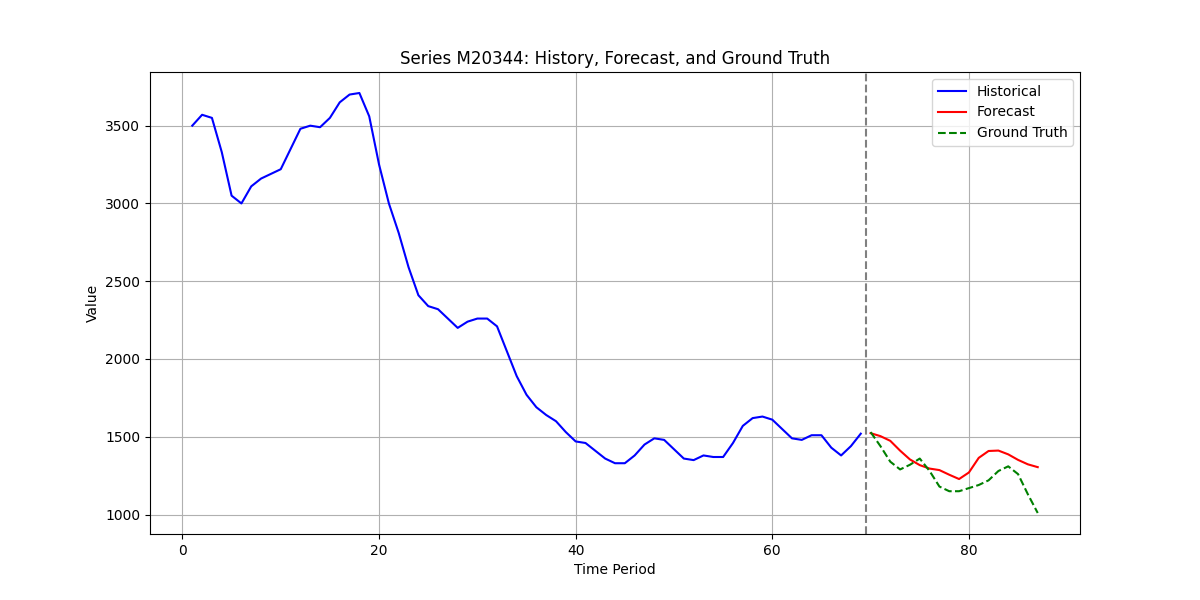 Series M20344: History, Forecast, and Ground Truth
Historical
Forecast
Ground Truth
Value
3500
3000
2500
2000
1500
1000
0 20 40 60 80
Time Period